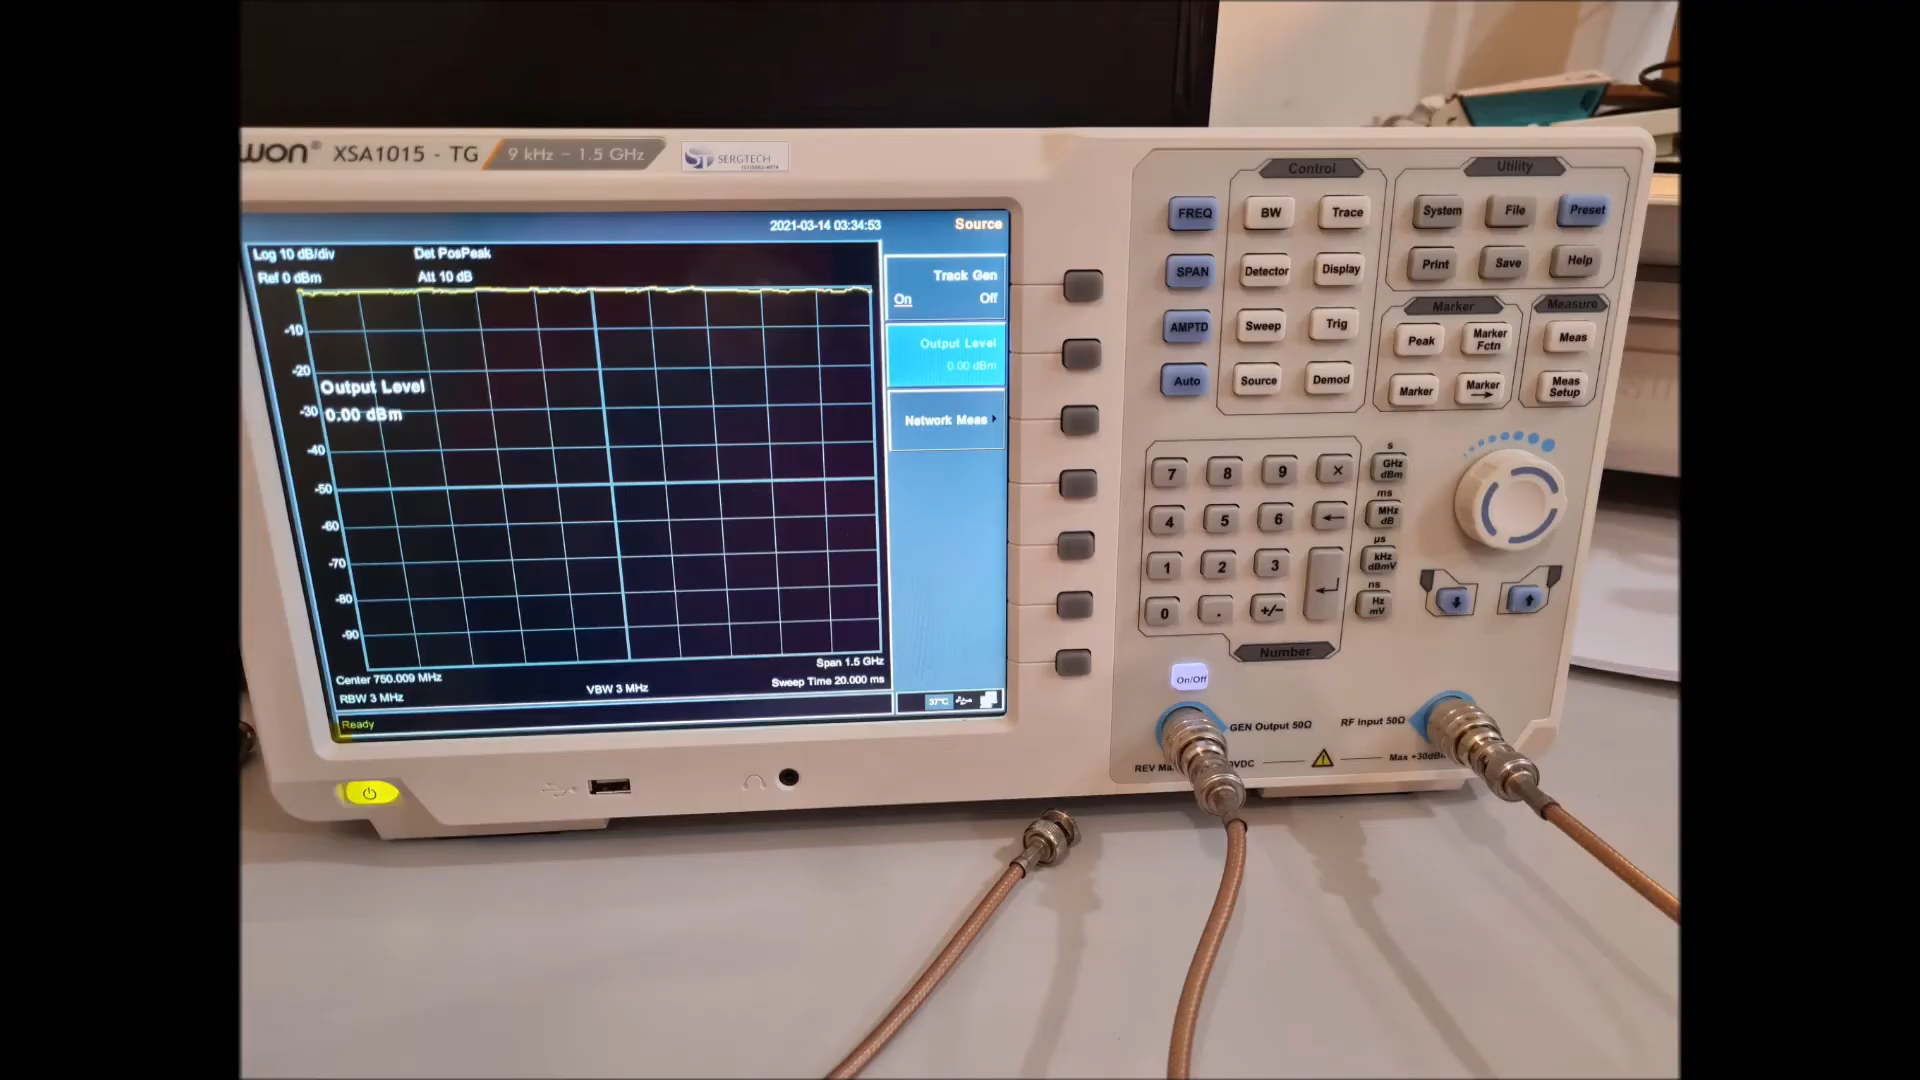 won® XSA1015 - TG 9 kHz - 1.5 GHz
SERGTECH
2021-03-14 03:34:53 Source
Log 10 dB/div Det PosPeak
Ref 0 dBm Att 10 dB
-10
-20
-30
-40
-50
-60
-70
-80
-90
Output Level
0.00 dBm
Center 750.009 MHz
Span 1.5 GHz
RBW 3 MHz
VBW 3 MHz
Sweep Time 20.000 ms
Ready
Track Gen
On Off
Output Level
0.00 dBm
Network Meas
37°C
FREQ
SPAN
AMPTD
Auto
Control
BW Trace
Detector Display
Sweep Trig
Source Demod
Utility
System File Preset
Print Save Help
Marker
Peak Marker Fctn
Marker Marker →
Measure
Meas
Meas Setup
7 8 9 ×
4 5 6 ←
1 2 3
0 . +/-
s
GHz
dBm
ms
MHz
dB
µs
kHz
dBmV
ns
Hz
mV
Number
On/Off
GEN Output 50Ω
RF Input 50Ω
REV
VDC
Max +30dB